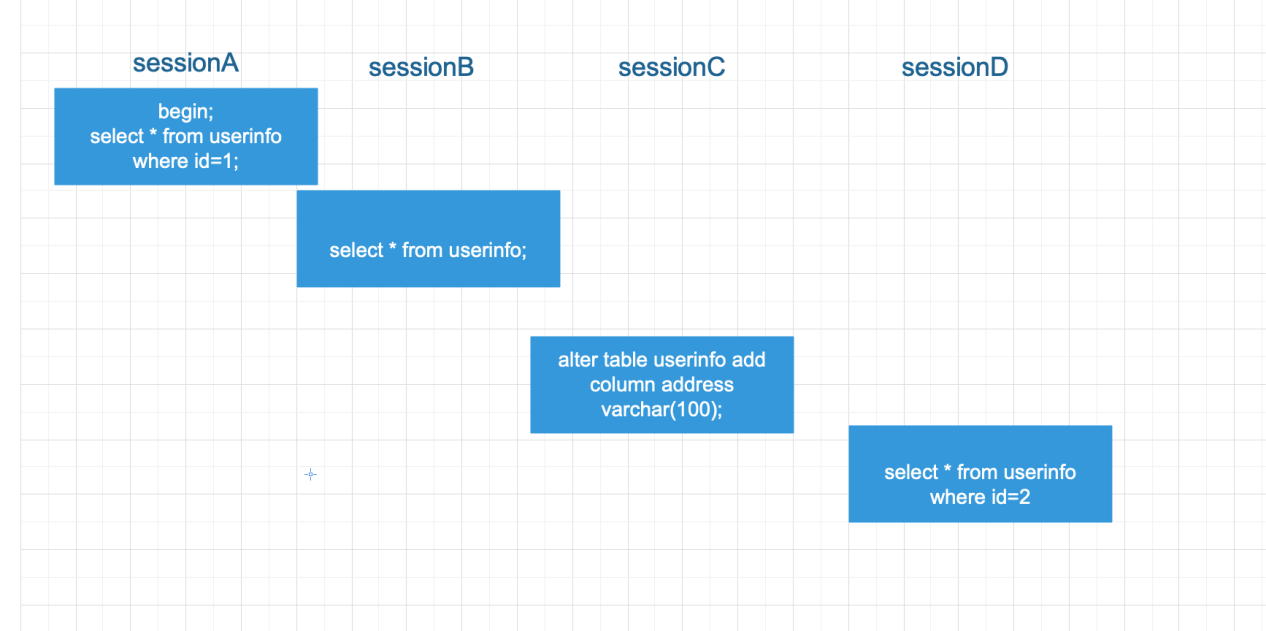 sessionA
sessionB
sessionC
sessionD
begin;
select * from userinfo
where id=1;
select * from userinfo;
alter table userinfo add
column address
varchar(100);
select * from userinfo
where id=2